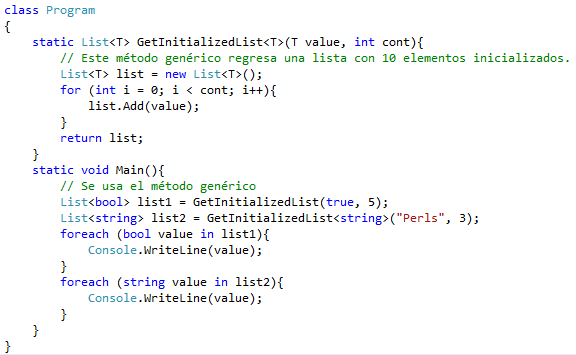 class Program
{
    static List<T> GetInitializedList<T>(T value, int cont){
        // Este método genérico regresa una lista con 10 elementos inicializados.
        List<T> list = new List<T>();
        for (int i = 0; i < cont; i++){
            list.Add(value);
        }
        return list;
    }
    static void Main(){
        // Se usa el método genérico
        List<bool> list1 = GetInitializedList(true, 5);
        List<string> list2 = GetInitializedList<string>("Perls", 3);
        foreach (bool value in list1){
            Console.WriteLine(value);
        }
        foreach (string value in list2){
            Console.WriteLine(value);
        }
    }
}